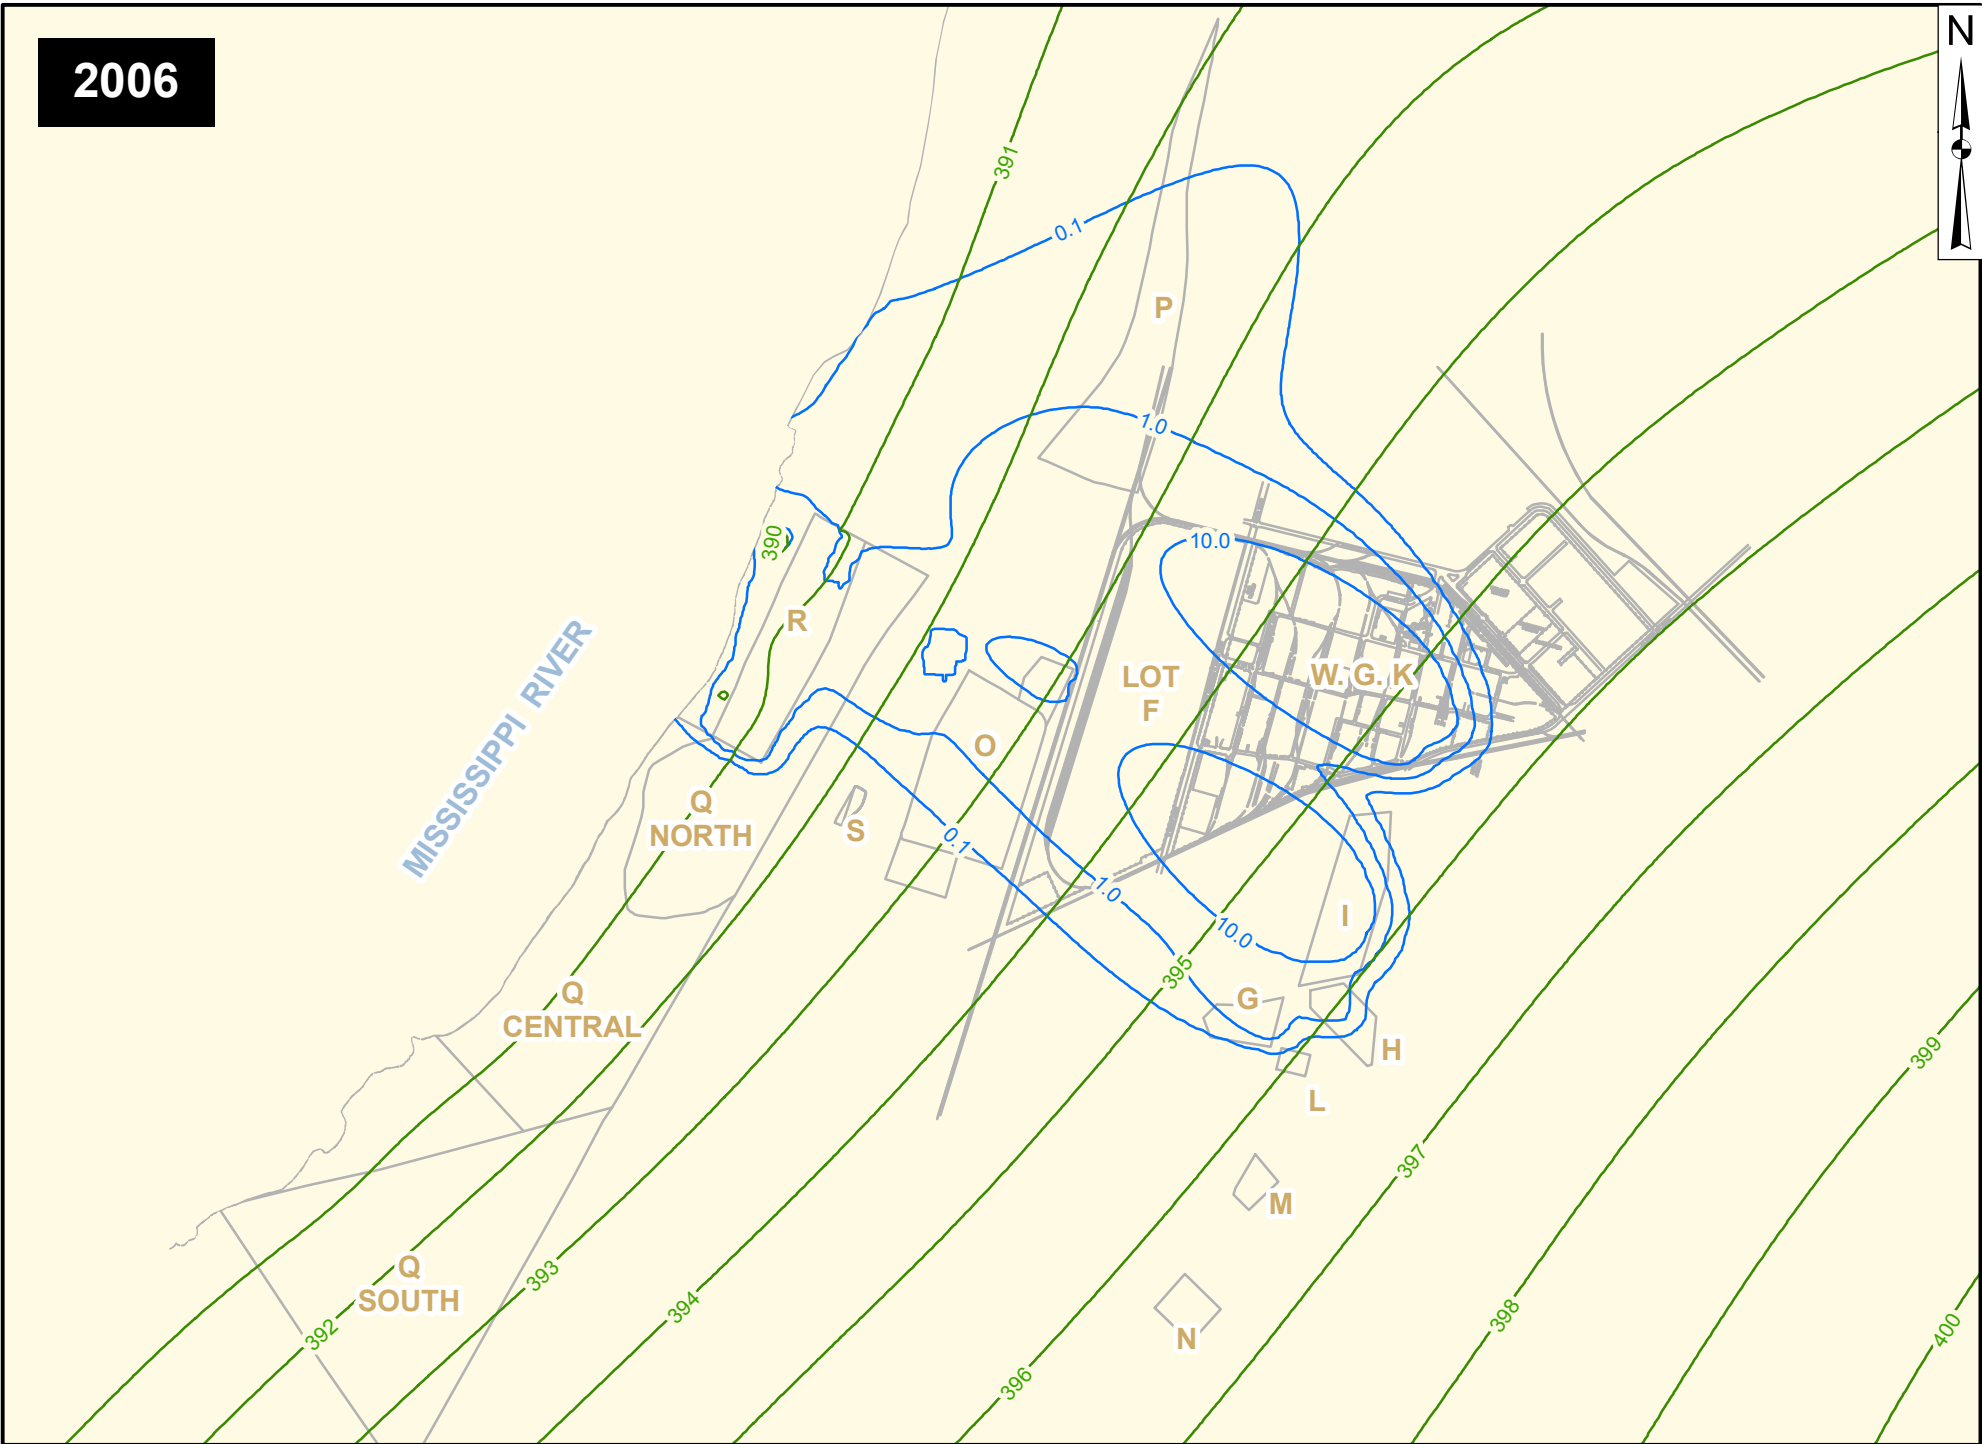 2006
N
391
0.1
P
1.0
390
10.0
R
MISSISSIPPI RIVER
LOT
F
W. G. K
O
Q
NORTH
S
0.1
1.0
10.0
I
395
G
Q
CENTRAL
H
399
L
397
M
Q
SOUTH
393
394
392
398
N
400
396